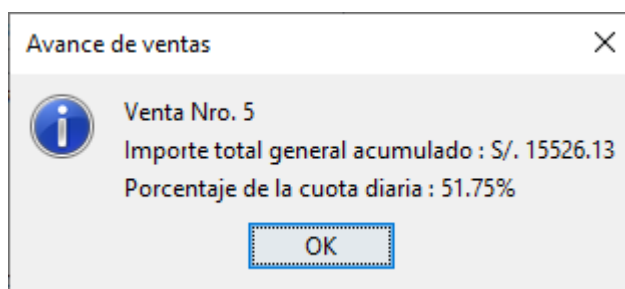 Avance de ventas
Venta Nro. 5
Importe total general acumulado : S/. 15526.13
Porcentaje de la cuota diaria : 51.75%
OK